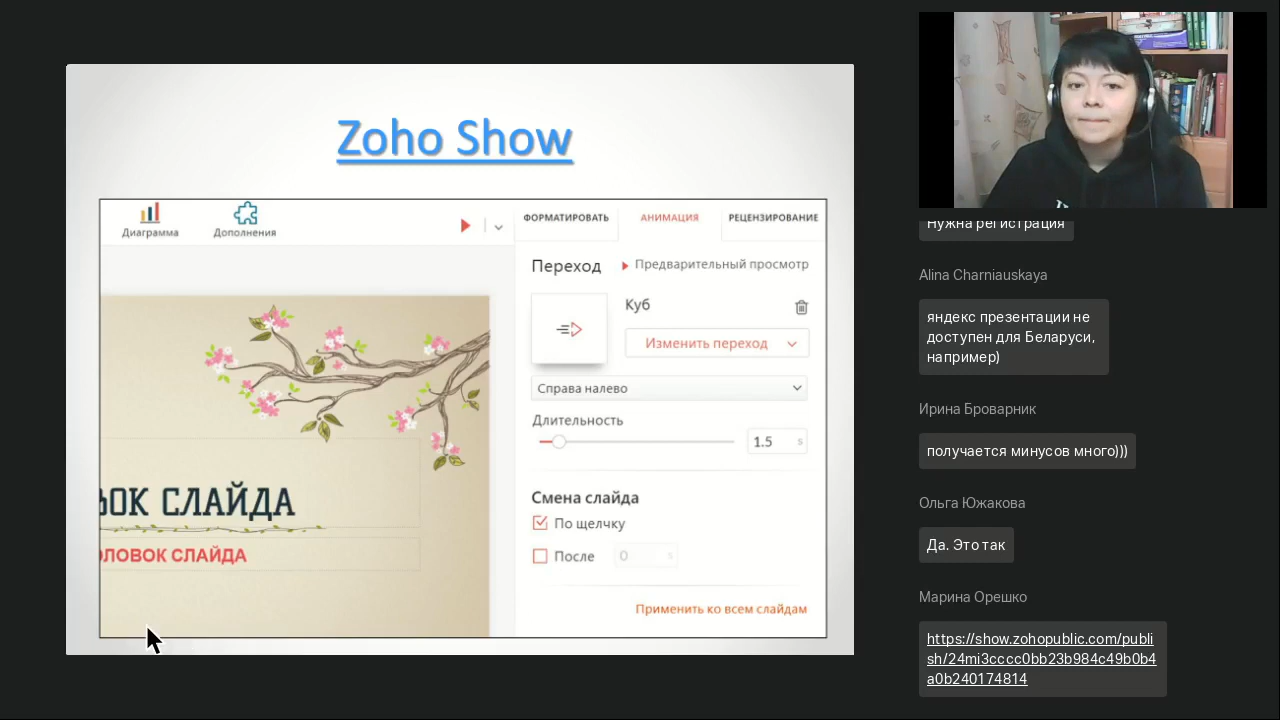 Zoho Show
Диаграмма
Дополнения
ФОРМАТИРОВАТЬ
АНИМАЦИЯ
РЕЦЕНЗИРОВАНИЕ
Переход
Предварительный просмотр
Куб
Изменить переход
Справа налево
Длительность
1.5 s
Смена слайда
По щелчку
После 0 s
Применить ко всем слайдам
ВОК СЛАЙДА
ОЛОВОК СЛАЙДА
Нужна регистрация
Alina Charniauskaya
яндекс презентации не
доступен для Беларуси,
например)
Ирина Броварник
получается минусов много)))
Ольга Южакова
Да. Это так
Марина Орешко
https://show.zohopublic.com/publi
sh/24mi3cccc0bb23b984c49b0b4
a0b240174814